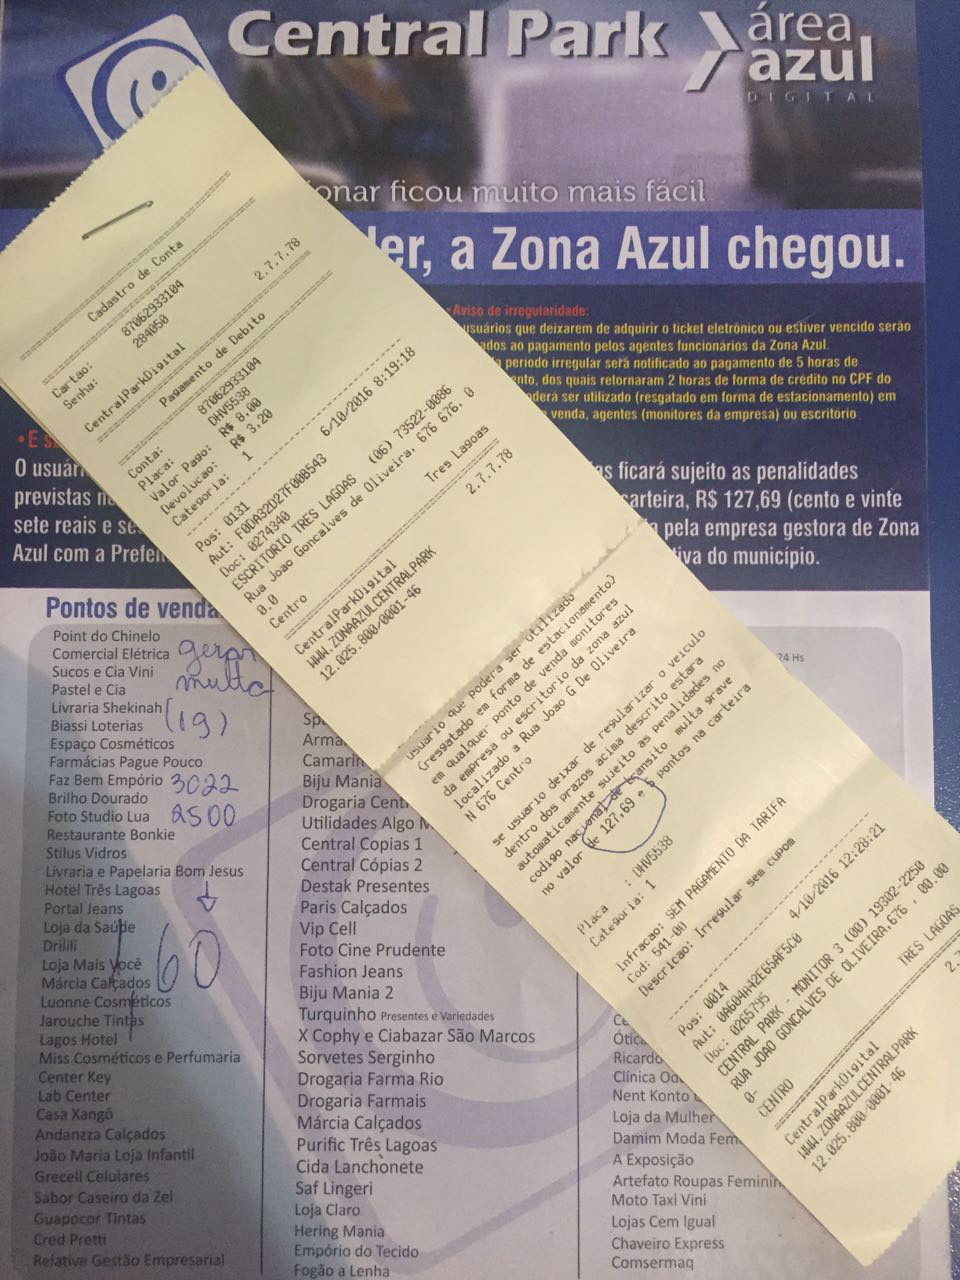 Central Park
área
azul
DIGITAL
onar ficou muito mais fácil
der, a Zona Azul chegou.
•Aviso de irregularidade:
usuários que deixarem de adquirir o ticket eletrônico ou estiver vencido serão
ados ao pagamento pelos agentes funcionários da Zona Azul.
periodo irregular será notificado ao pagamento de 5 horas de
nto, dos quais retornaram 2 horas de forma de crédito no CPF do
oderá ser utilizado (resgatado em forma de estacionamento) em
venda, agentes (monitores da empresa) ou escritório
•E s
O usuári
previstas n
sete reais e se
Azul com a Prefei
as ficará sujeito as penalidades
carteira, R$ 127,69 (cento e vinte
pela empresa gestora de Zona
tiva do município.
Cadastro de Conta
Cartao: 87062933104
Senha: 284050
CentralParkDigital 2.7.7.78
Pagamento de Debito
Conta: 87062933104
Placa: DHV5538
Valor Pago: R$ 8,00
Devolucao: R$ 3,20
Categoria: 1
6/10/2016 8:19:18
Pos: 0131
Aut: F0DA32D27F00B543
Doc: 0274340
ESCRITORIO TRES LAGOAS (06) 73522-0086
Rua Joao Goncalves de Oliveira, 676 676, 0
0.0
Centro Tres Lagoas
CentralParkDigital 2.7.7.78
WWW.ZONAAZULCENTRALPARK
12.025.800/0001-46
usuario que podera ser utilizado
(resgatado em forma de estacionamento)
em qualquer ponto de venda monitores
da empresa ou escritorio da zona azul
localizado a Rua Joao G De Oliveira
N 676 Centro
se usuario deixar de regularizar o veiculo
dentro dos prazos acima descrito estara
automaticamente sujeito as penalidades no
codigo nacional de transito multa grave
no valor de 127,69 e 5 pontos na carteira
Placa : DHV5538
Categoria: 1
Infracao: SEM PAGAMENTO DA TARIFA
Cod: 541 00
Descricao: Irregular sem cupom
4/10/2016 12:28:21
Pos: 0014
Aut: 0A604A42E65AF5C0
Doc: 0265795
CENTRAL PARK - MONITOR 3 (00) 19302-2250
RUA JOAO GONCALVES DE OLIVEIRA,676 , 00.00
0-
CENTRO TRES LAGOAS
CentralParkDigital 2.7
WWW.ZONAAZULCENTRALPARK
12.025.800/0001-46
Pontos de venda
Point do Chinelo
Comercial Elétrica
Sucos e Cia Vini
Pastel e Cia
Livraria Shekinah
Biassi Loterias
Espaço Cosméticos
Farmácias Pague Pouco
Faz Bem Empório
Brilho Dourado
Foto Studio Lua
Restaurante Bonkie
Stilus Vidros
Livraria e Papelaria Bom Jesus
Hotel Três Lagoas
Portal Jeans
Loja da Saúde
Drilili
Loja Mais Você
Márcia Calçados
Luonne Cosméticos
Jarouche Tintas
Lagos Hotel
Miss Cosméticos e Perfumaria
Center Key
Lab Center
Casa Xangô
Andanzza Calçados
João Maria Loja Infantil
Grecell Celulares
Sabor Caseiro da Zel
Guapocor Tintas
Cred Pretti
Relative Gestão Empresarial
multa
(19)
3022
2500
60
Arma
Camarin
Biju Mania
Drogaria Cent
Utilidades Algo M
Central Copias 1
Central Cópias 2
Destak Presentes
Paris Calçados
Vip Cell
Foto Cine Prudente
Fashion Jeans
Biju Mania 2
Turquinho Presentes e Variedades
X Cophy e Ciabazar São Marcos
Sorvetes Serginho
Drogaria Farma Rio
Drogaria Farmais
Márcia Calçados
Purific Três Lagoas
Cida Lanchonete
Saf Lingeri
Loja Claro
Hering Mania
Empório do Tecido
Fogão a Lenha
24 Hs
Ce
Ótic
Ricardo
Clínica Od
Nent Konto
Loja da Mulher
Damim Moda Fem
A Exposição
Artefato Roupas Feminin
Moto Taxi Vini
Lojas Cem Igual
Chaveiro Express
Comsermaq